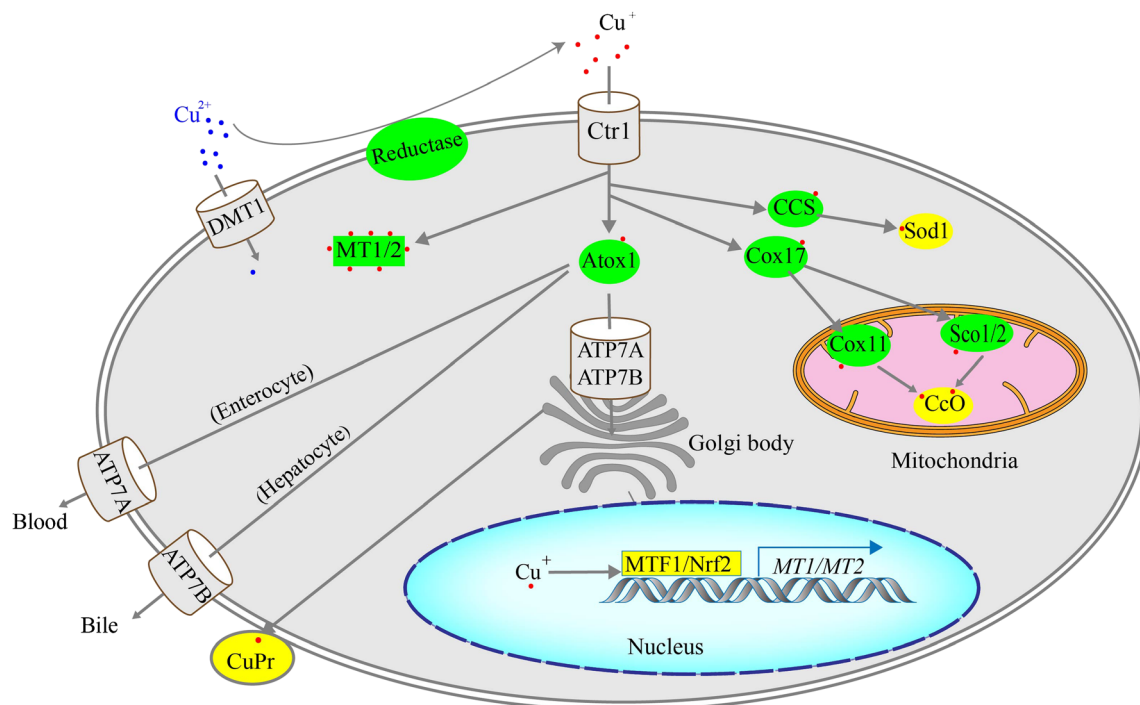 Cu+
Cu2+
Ctr1
Reductase
DMT1
CCS
Sod1
MT1/2
Atox1
Cox17
ATP7A
ATP7B
Cox11
Sco1/2
CcO
(Enterocyte)
(Hepatocyte)
Golgi body
Mitochondria
ATP7A
Blood
ATP7B
Bile
CuPr
Cu+
MTF1/Nrf2
MT1/MT2
Nucleus